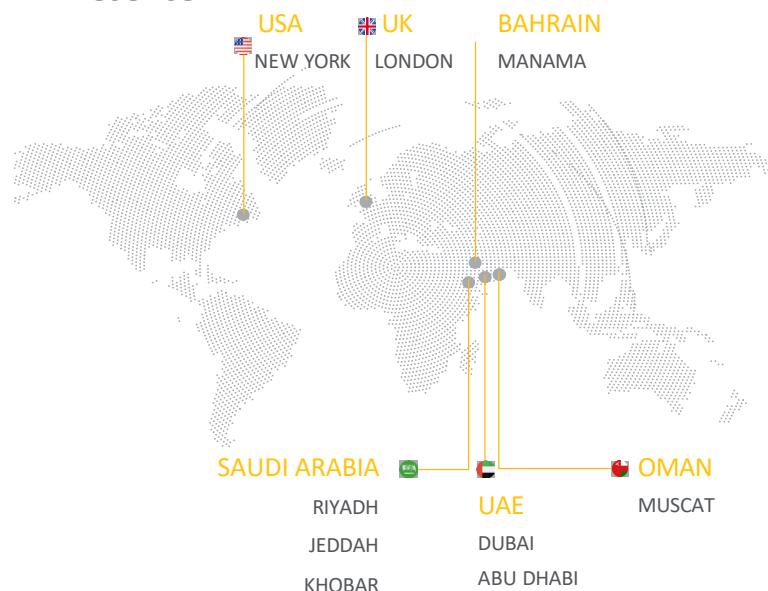 USA
NEW YORK
UK
LONDON
BAHRAIN
MANAMA
SAUDI ARABIA
RIYADH
JEDDAH
KHOBAR
UAE
DUBAI
ABU DHABI
OMAN
MUSCAT